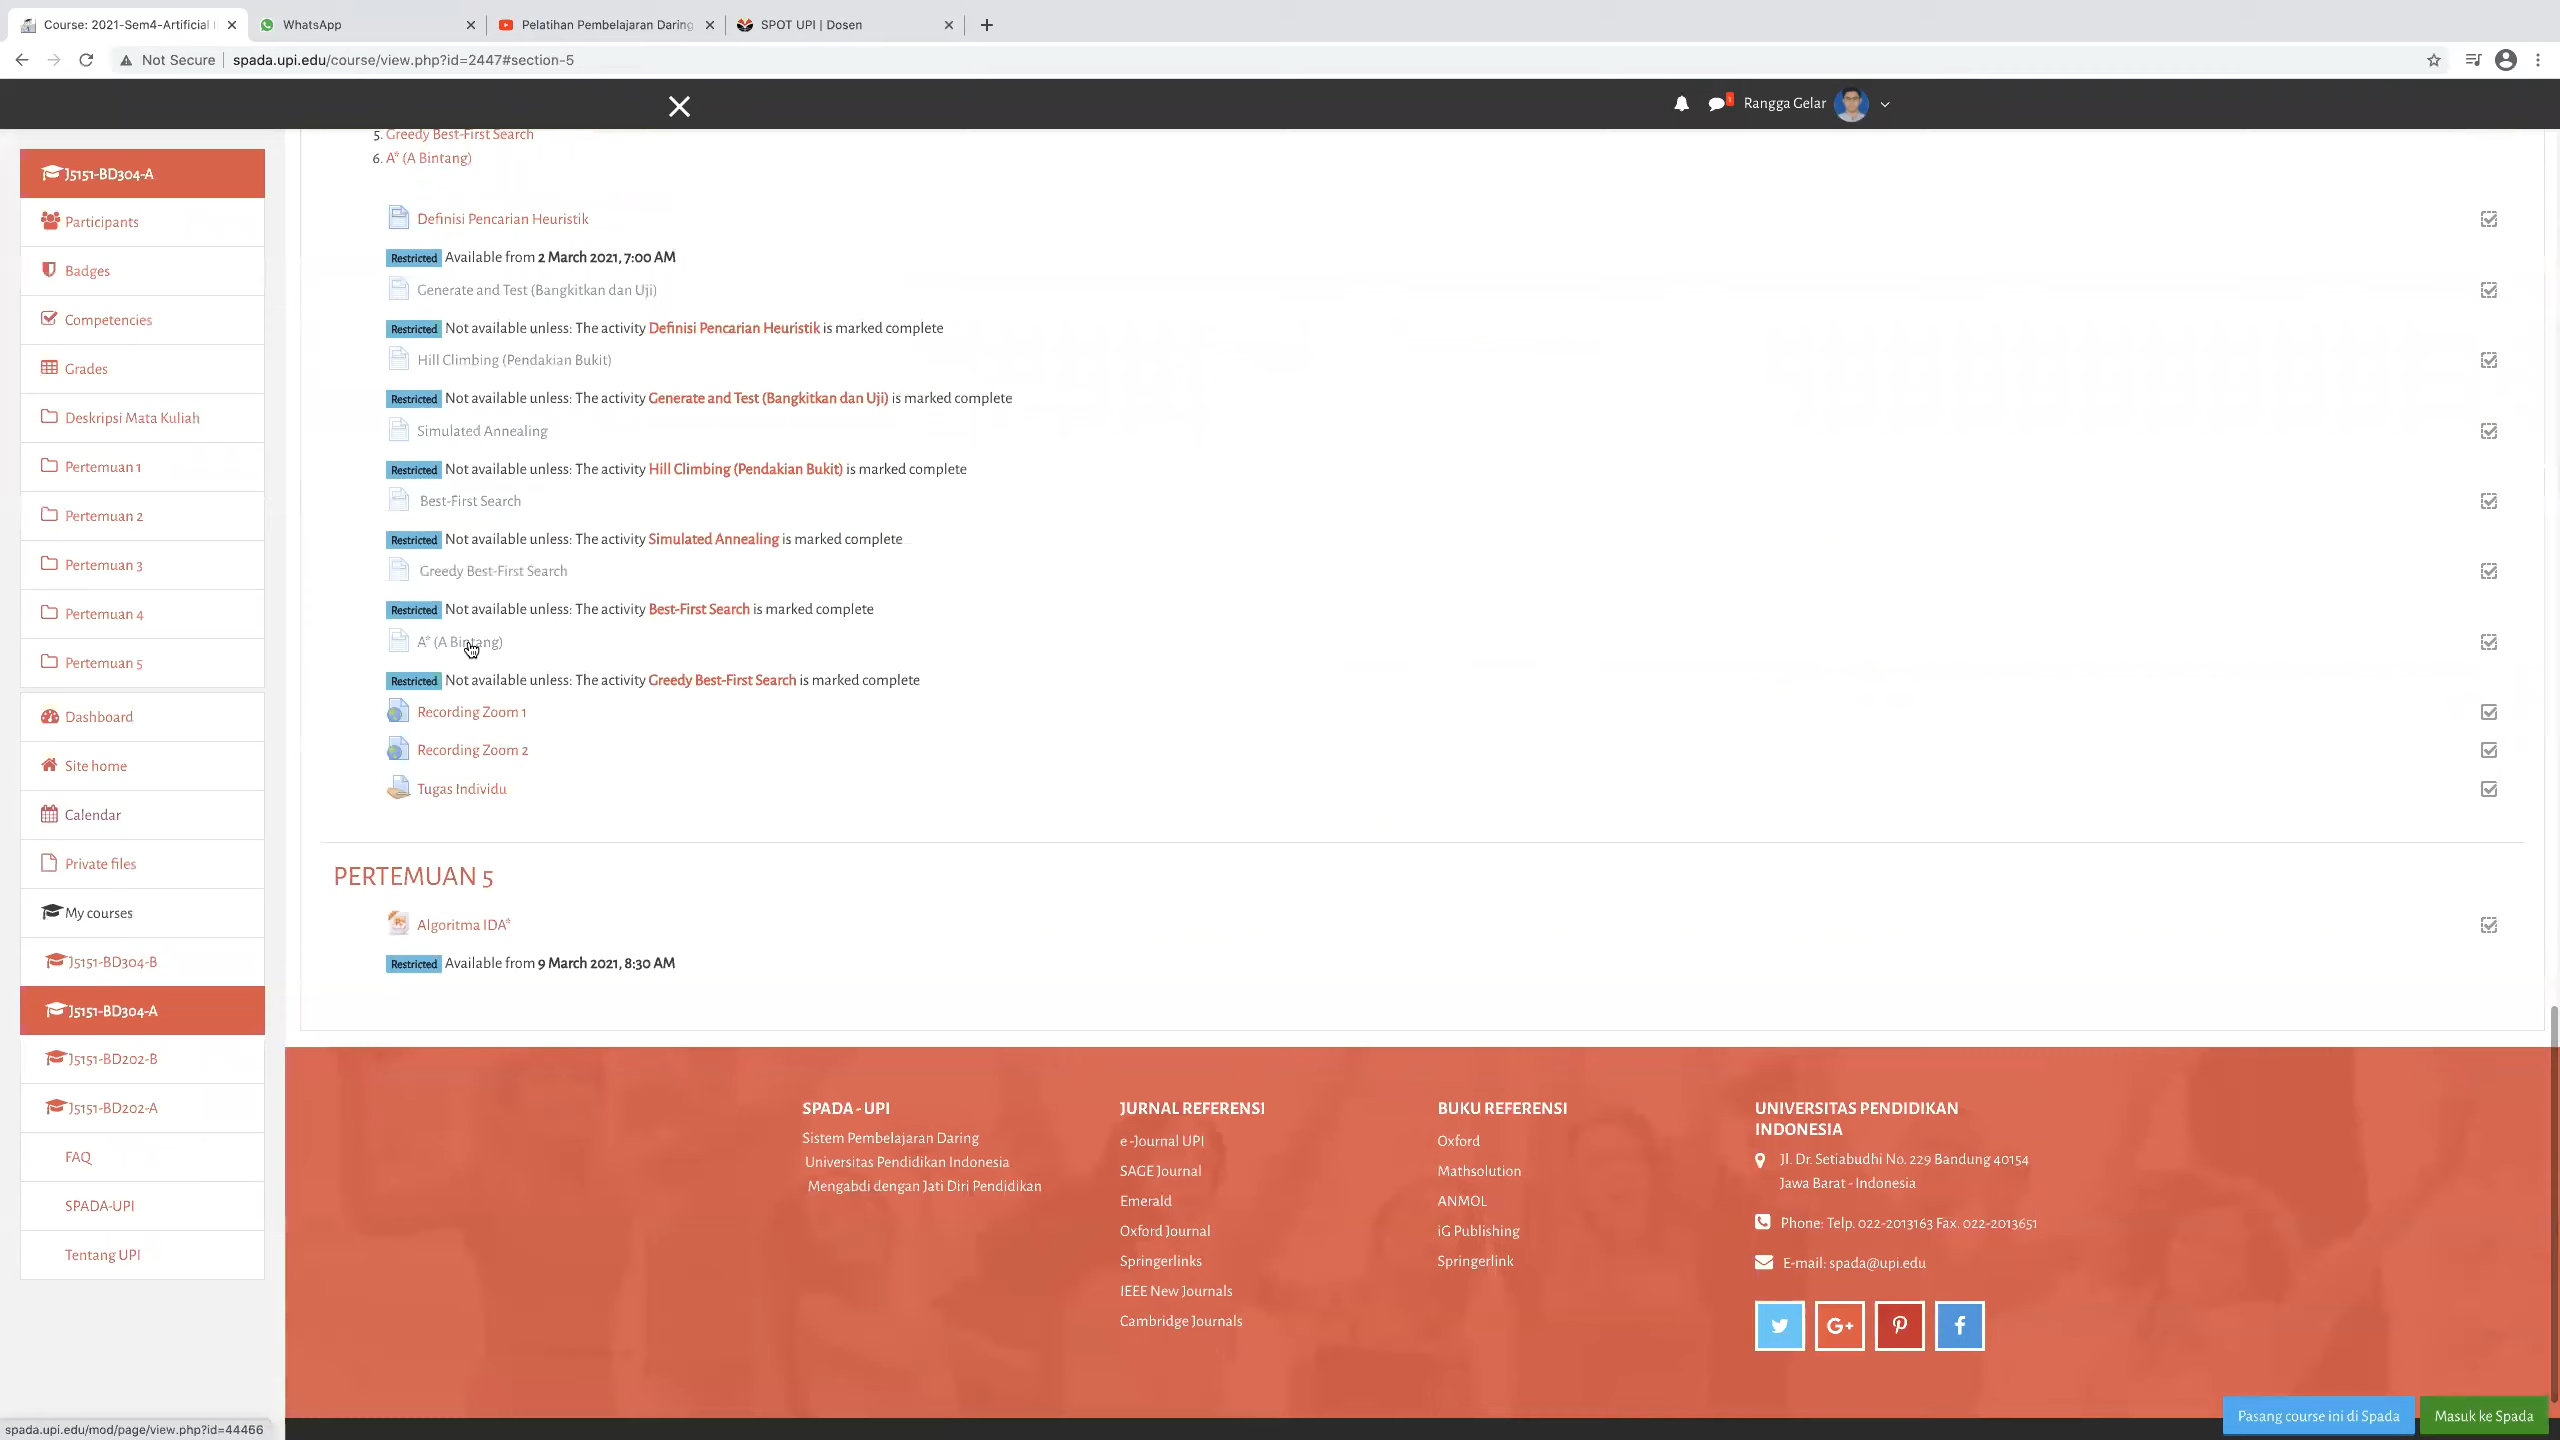 Course: 2021-Sem4-Artificial I
WhatsApp
Pelatihan Pembelajaran Daring
SPOT UPI | Dosen
Not Secure
spada.upi.edu/course/view.php?id=2447#section-5
1
Rangga Gelar
J5151-BD304-A
Participants
Badges
Competencies
Grades
Deskripsi Mata Kuliah
Pertemuan 1
Pertemuan 2
Pertemuan 3
Pertemuan 4
Pertemuan 5
Dashboard
Site home
Calendar
Private files
My courses
J5151-BD304-B
J5151-BD304-A
J5151-BD202-B
J5151-BD202-A
FAQ
SPADA-UPI
Tentang UPI
5. Greedy Best-First Search
6. A* (A Bintang)
Definisi Pencarian Heuristik
Restricted Available from 2 March 2021, 7:00 AM
Generate and Test (Bangkitkan dan Uji)
Restricted Not available unless: The activity Definisi Pencarian Heuristik is marked complete
Hill Climbing (Pendakian Bukit)
Restricted Not available unless: The activity Generate and Test (Bangkitkan dan Uji) is marked complete
Simulated Annealing
Restricted Not available unless: The activity Hill Climbing (Pendakian Bukit) is marked complete
Best-First Search
Restricted Not available unless: The activity Simulated Annealing is marked complete
Greedy Best-First Search
Restricted Not available unless: The activity Best-First Search is marked complete
A* (A Bintang)
Restricted Not available unless: The activity Greedy Best-First Search is marked complete
Recording Zoom 1
Recording Zoom 2
Tugas Individu
PERTEMUAN 5
Algoritma IDA*
Restricted Available from 9 March 2021, 8:30 AM
SPADA - UPI
Sistem Pembelajaran Daring
Universitas Pendidikan Indonesia
Mengabdi dengan Jati Diri Pendidikan
JURNAL REFERENSI
e-Journal UPI
SAGE Journal
Emerald
Oxford Journal
Springerlinks
IEEE New Journals
Cambridge Journals
BUKU REFERENSI
Oxford
Mathsolution
ANMOL
iG Publishing
Springerlink
UNIVERSITAS PENDIDIKAN
INDONESIA
Jl. Dr. Setiabudhi No. 229 Bandung 40154
Jawa Barat - Indonesia
Phone: Telp. 022-2013163 Fax. 022-2013651
E-mail: spada@upi.edu
G+
Pasang course ini di Spada
Masuk ke Spada
spada.upi.edu/mod/page/view.php?id=44466